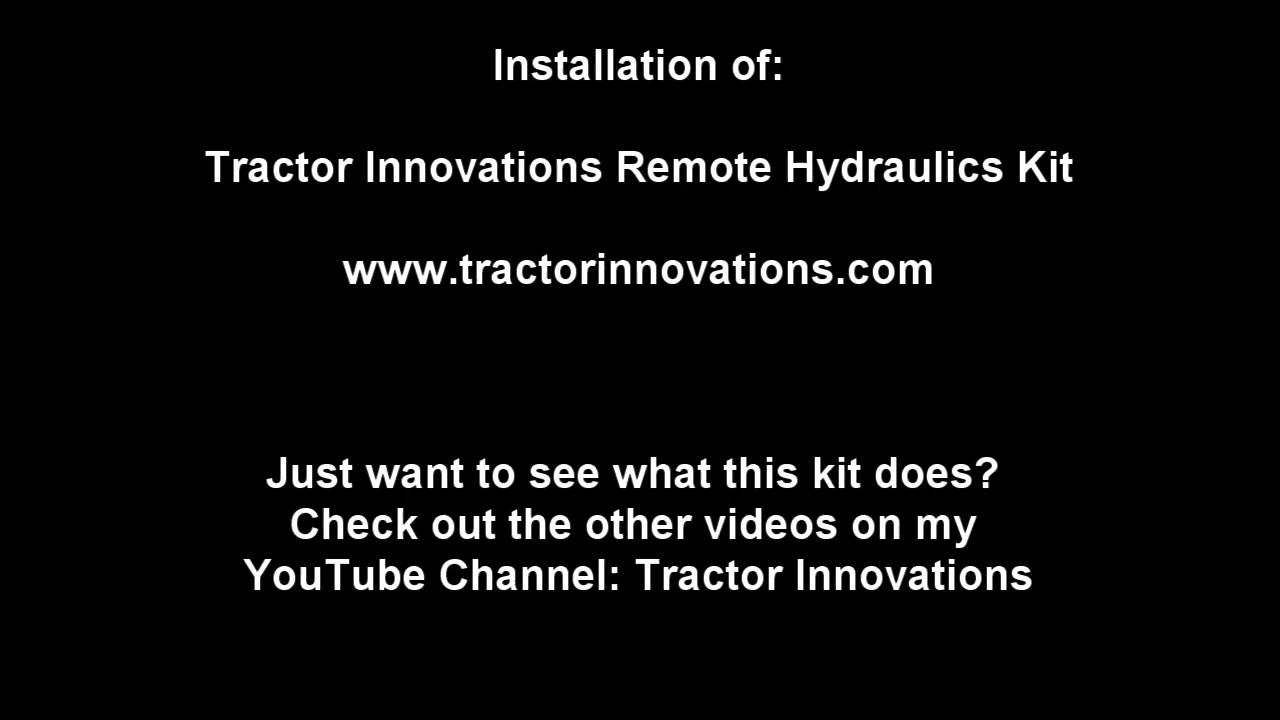 Installation of:
Tractor Innovations Remote Hydraulics Kit
www.tractorinnovations.com
Just want to see what this kit does?
Check out the other videos on my
YouTube Channel: Tractor Innovations